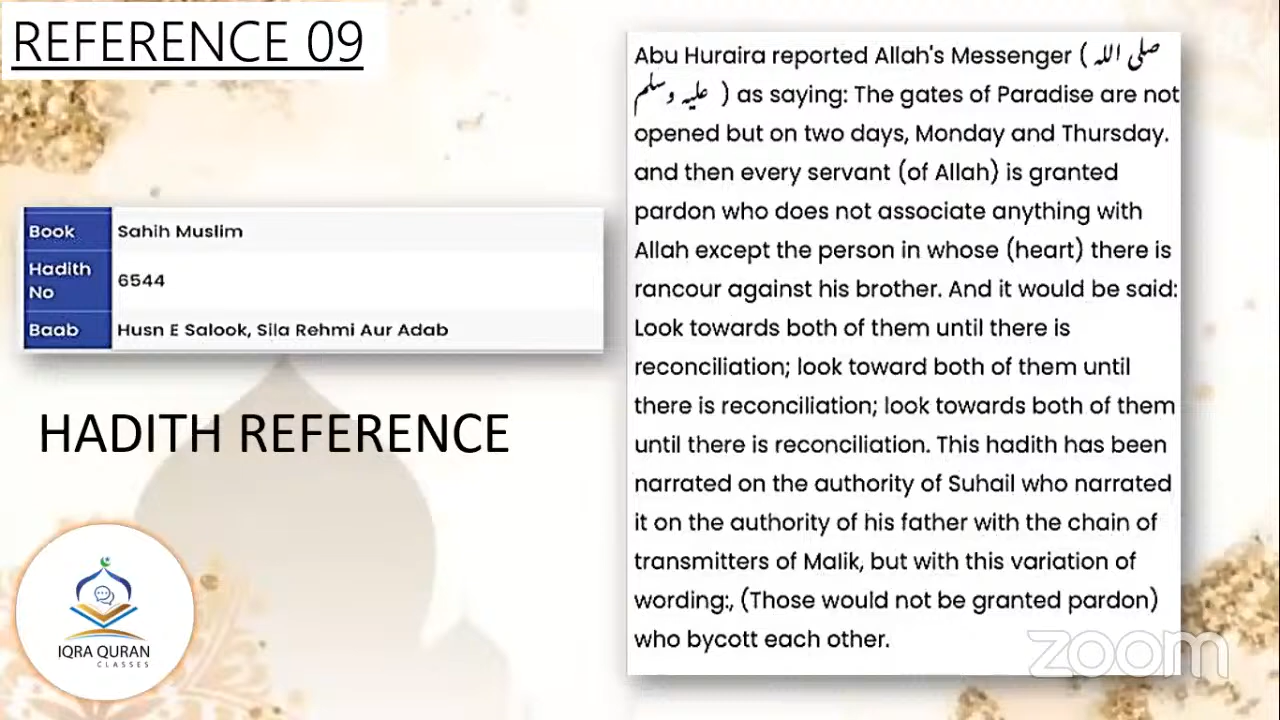 REFERENCE 09
Book Sahih Muslim
Hadith No 6544
Baab Husn E Salook, Sila Rehmi Aur Adab
HADITH REFERENCE
IQRA QURAN
CLASSES
Abu Huraira reported Allah's Messenger ( صلی اللہ
علیہ وسلم ) as saying: The gates of Paradise are not
opened but on two days, Monday and Thursday.
and then every servant (of Allah) is granted
pardon who does not associate anything with
Allah except the person in whose (heart) there is
rancour against his brother. And it would be said:
Look towards both of them until there is
reconciliation; look toward both of them until
there is reconciliation; look towards both of them
until there is reconciliation. This hadith has been
narrated on the authority of Suhail who narrated
it on the authority of his father with the chain of
transmitters of Malik, but with this variation of
wording:, (Those would not be granted pardon)
who bycott each other.
zoom